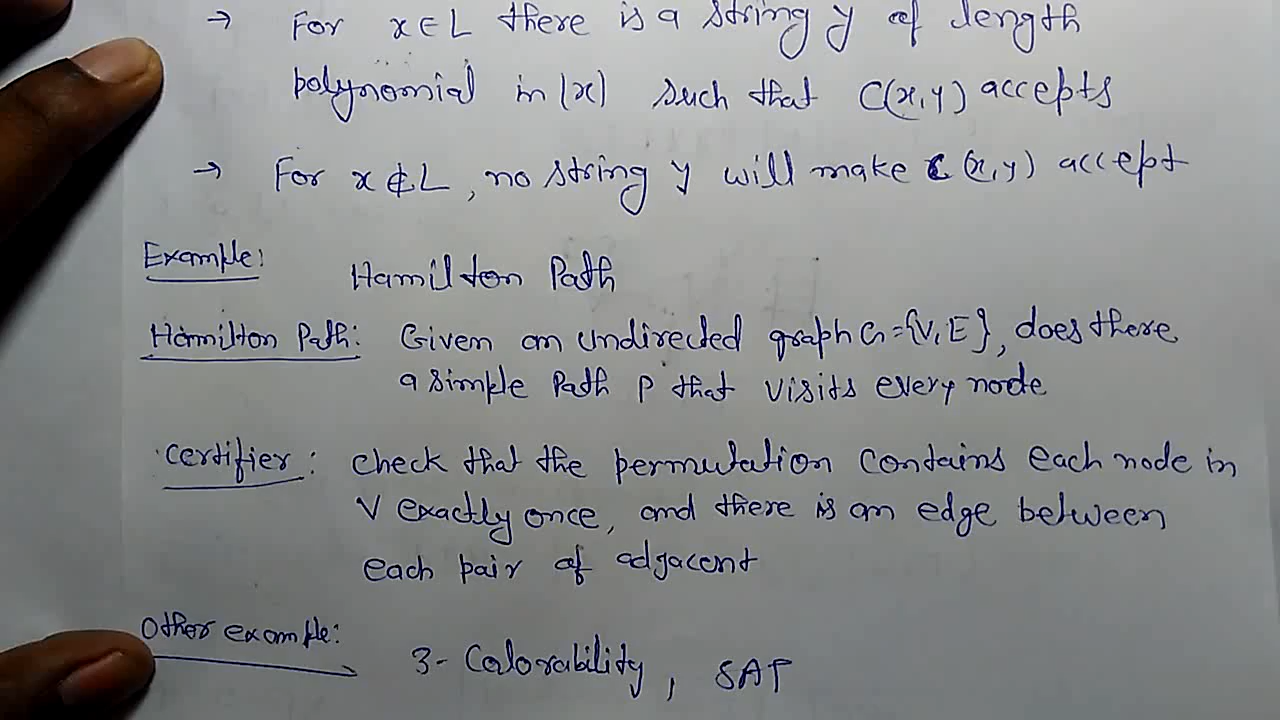 → For x ∈ L there is a string y of length
polynomial in |x| such that C(x,y) accepts
→ For x ∉ L, no string y will make C(x,y) accept
Example: Hamilton Path
Hamilton Path: Given an undirected graph G={V,E}, does there
a simple Path P that visits every node
Certifier: Check that the permutation contains each node in
V exactly once, and there is an edge between
each pair of adjacent
Other example: 3-Colorability, SAT